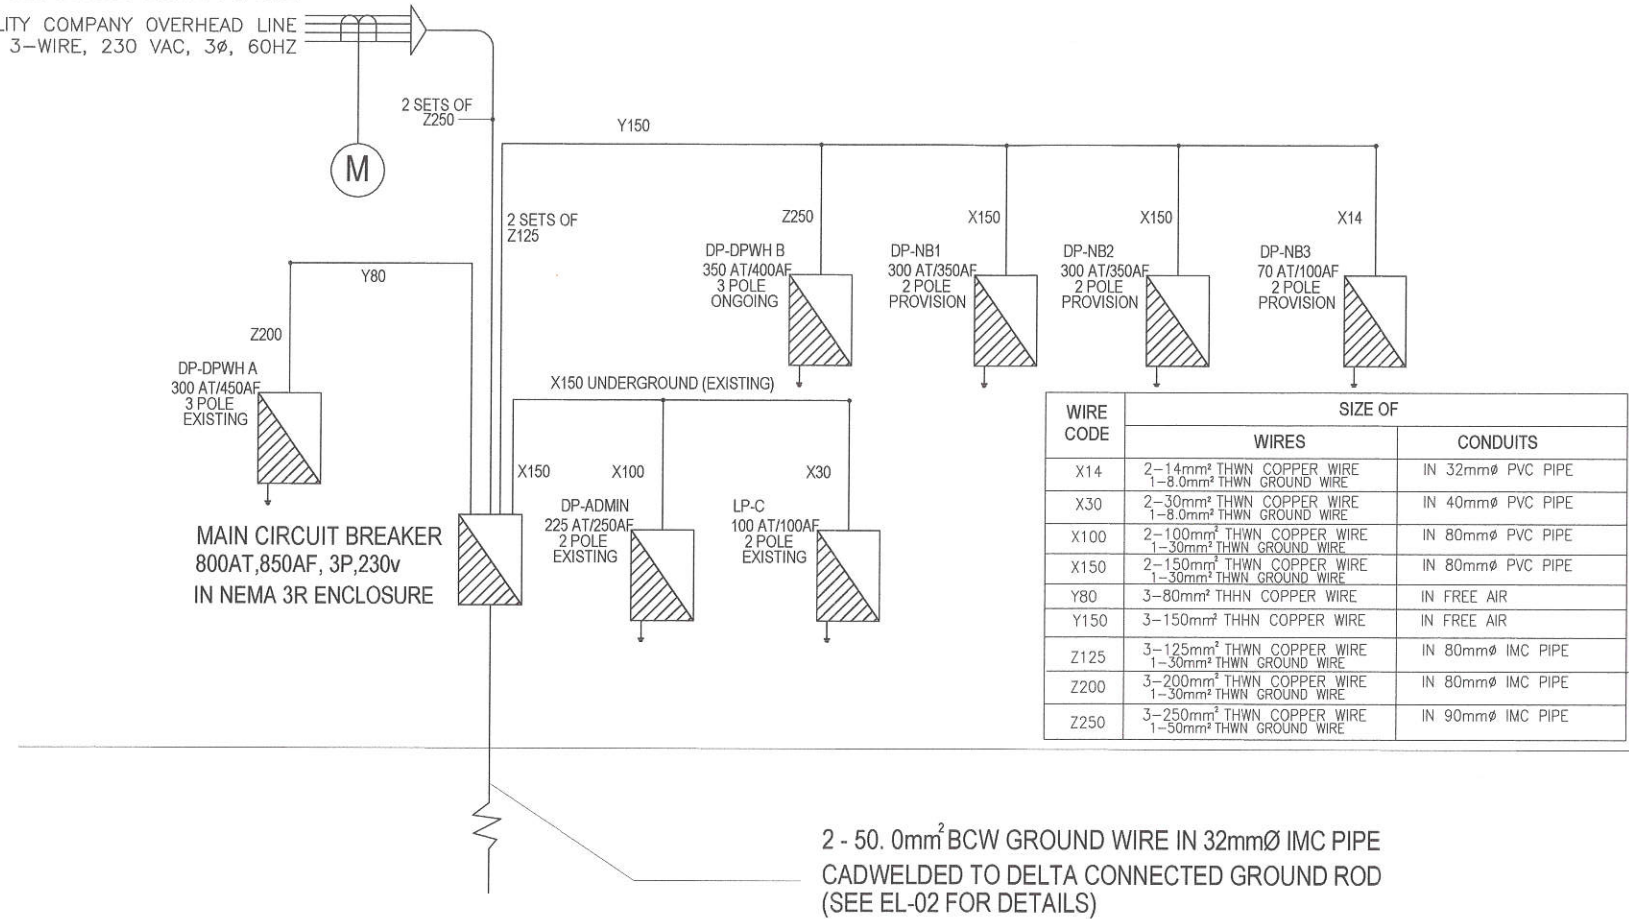 COMPANY OVERHEAD LINE
3-WIRE, 230 VAC, 3ø, 60HZ
M
2 SETS OF
Z250
Y150
2 SETS OF
Z125
Y80
Z200
DP-DPWH A
300 AT/450AF
3 POLE
EXISTING
Z250
DP-DPWH B
350 AT/400AF
3 POLE
ONGOING
X150
DP-NB1
300 AT/350AF
2 POLE
PROVISION
X150
DP-NB2
300 AT/350AF
2 POLE
PROVISION
X14
DP-NB3
70 AT/100AF
2 POLE
PROVISION
X150 UNDERGROUND (EXISTING)
X150
X100
DP-ADMIN
225 AT/250AF
2 POLE
EXISTING
X30
LP-C
100 AT/100AF
2 POLE
EXISTING
MAIN CIRCUIT BREAKER
800AT,850AF, 3P,230v
IN NEMA 3R ENCLOSURE
WIRE
CODE
SIZE OF
WIRES
CONDUITS
X14
2-14mm² THWN COPPER WIRE
1-8.0mm² THWN GROUND WIRE
IN 32mmø PVC PIPE
X30
2-30mm² THWN COPPER WIRE
1-8.0mm² THWN GROUND WIRE
IN 40mmø PVC PIPE
X100
2-100mm² THWN COPPER WIRE
1-30mm² THWN GROUND WIRE
IN 80mmø PVC PIPE
X150
2-150mm² THWN COPPER WIRE
1-30mm² THWN GROUND WIRE
IN 80mmø PVC PIPE
Y80
3-80mm² THHN COPPER WIRE
IN FREE AIR
Y150
3-150mm² THHN COPPER WIRE
IN FREE AIR
Z125
3-125mm² THWN COPPER WIRE
1-30mm² THWN GROUND WIRE
IN 80mmø IMC PIPE
Z200
3-200mm² THWN COPPER WIRE
1-30mm² THWN GROUND WIRE
IN 80mmø IMC PIPE
Z250
3-250mm² THWN COPPER WIRE
1-50mm² THWN GROUND WIRE
IN 90mmø IMC PIPE
2 - 50. 0mm² BCW GROUND WIRE IN 32mmØ IMC PIPE
CADWELDED TO DELTA CONNECTED GROUND ROD
(SEE EL-02 FOR DETAILS)